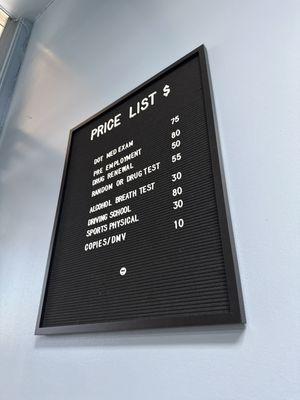 PRICE LIST $
DOT MED EXAM 75
PRE EMPLOYMENT 80
DRUG RENEWAL 50
RANDOM OR DRUG TEST 55
ALCOHOL BREATH TEST 30
DRIVING SCHOOL 80
SPORTS PHYSICAL 30
COPIES/DMV 10